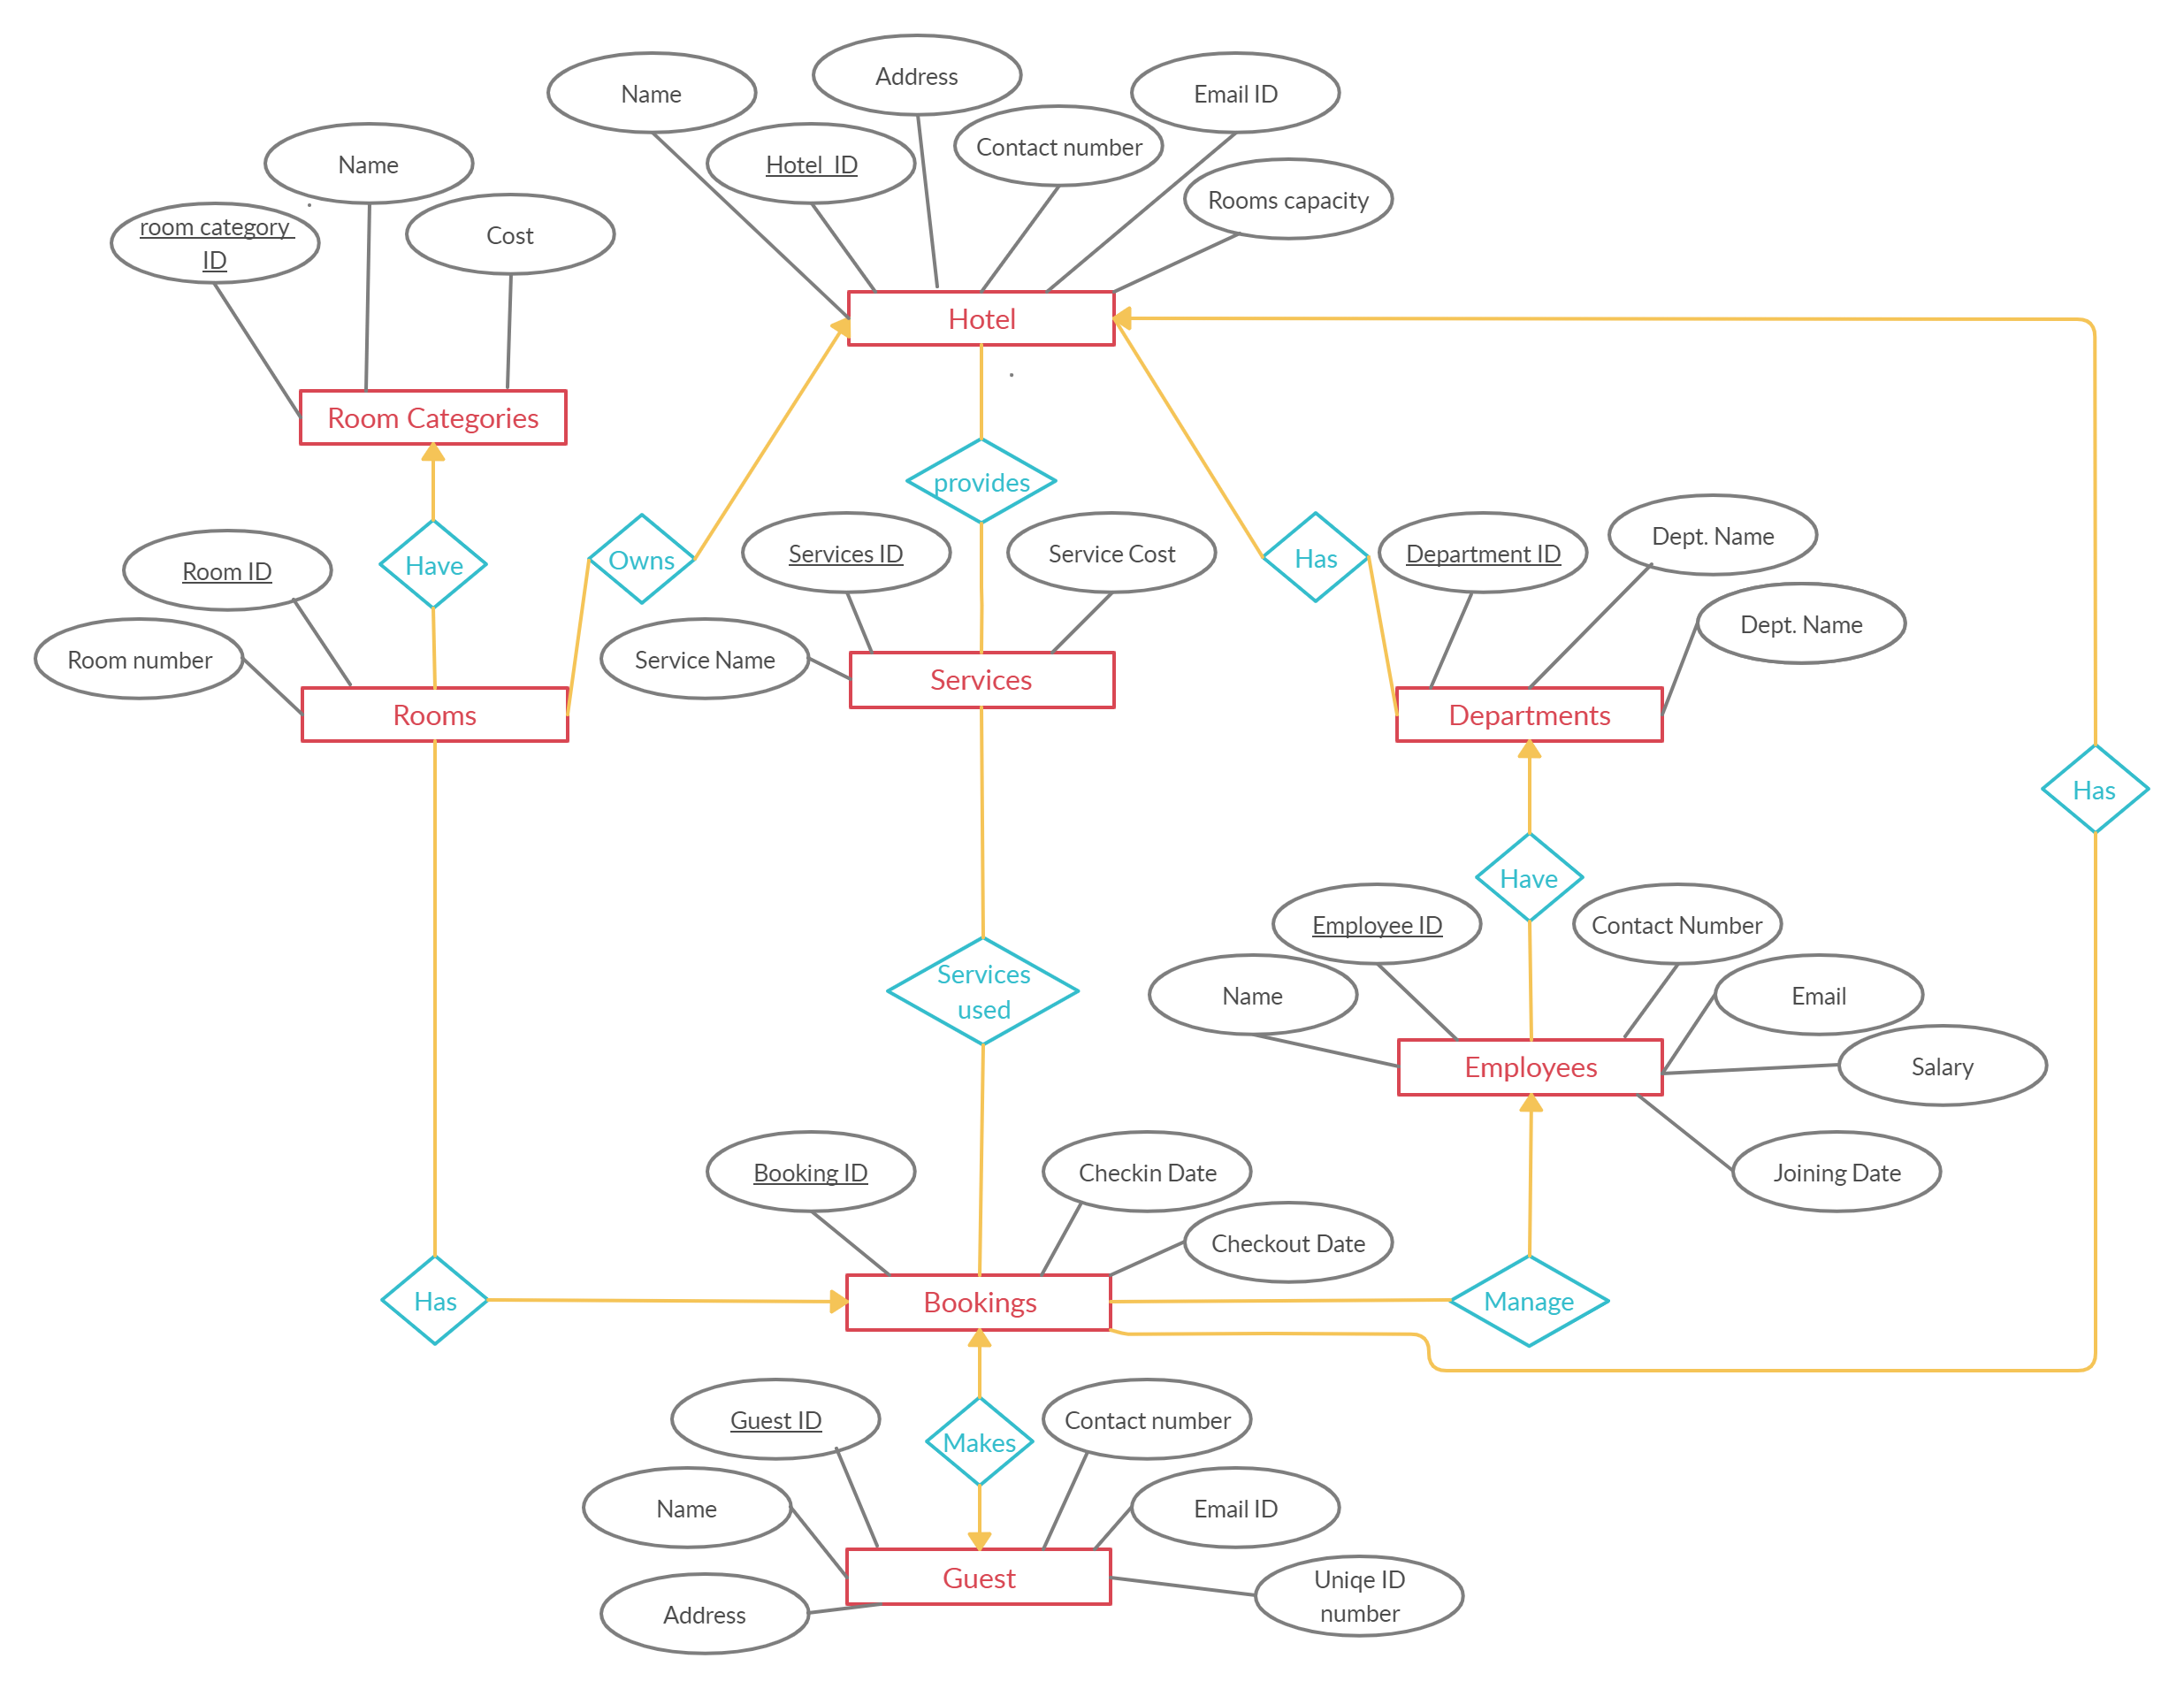 Address
Name
Email ID
Contact number
Name
Hotel  ID
Rooms capacity
room category
ID
Cost
Hotel
Room Categories
provides
Dept. Name
Services ID
Service Cost
Department ID
Owns
Has
Have
Room ID
Dept. Name
Room number
Service Name
Services
Rooms
Departments
Has
Have
Employee ID
Contact Number
Services
used
Name
Email
Employees
Salary
Booking ID
Checkin Date
Joining Date
Checkout Date
Has
Bookings
Manage
Guest ID
Contact number
Makes
Name
Email ID
Guest
Uniqe ID
number
Address